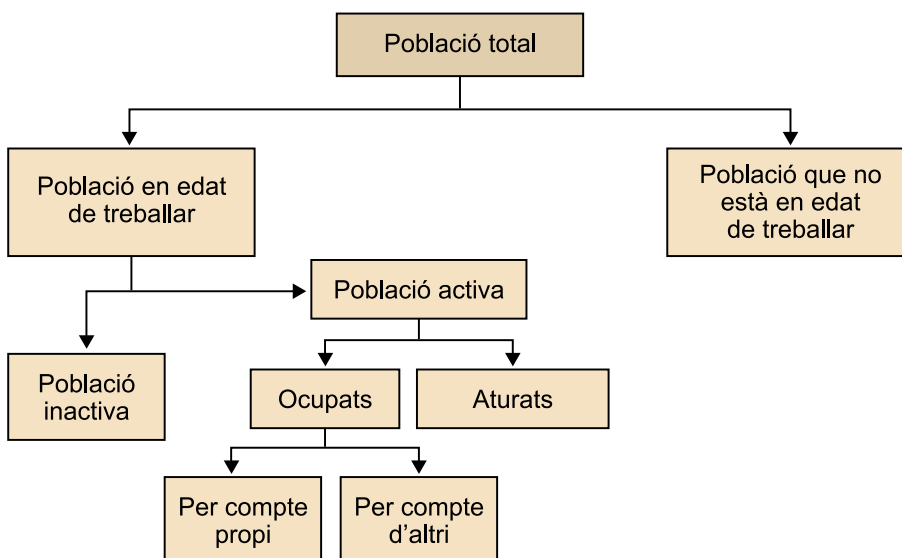 Població total
Població en edat
de treballar
Població que no
està en edat
de treballar
Població activa
Població
inactiva
Ocupats
Aturats
Per compte
propi
Per compte
d’altri